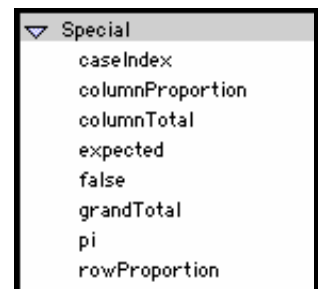 Special
caseIndex
columnProportion
columnTotal
expected
false
grandTotal
pi
rowProportion